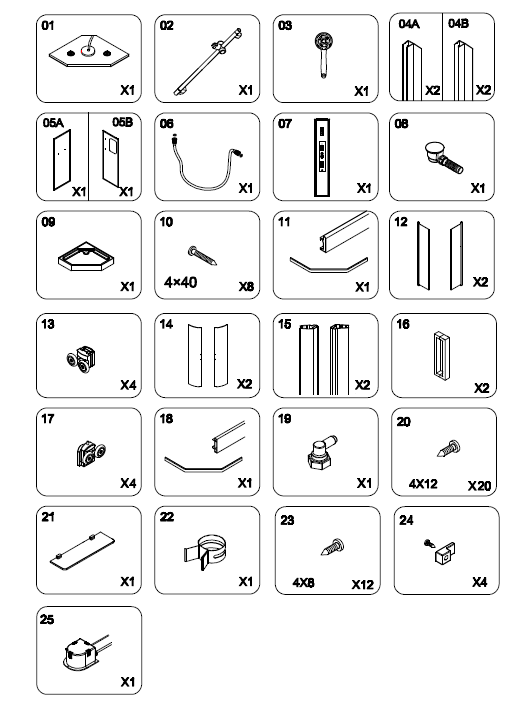 01
X1
02
X1
03
X1
04A 04B
X2 X2
05A 05B
X1 X1
06
X1
07
X1
08
X1
09
X1
10
4×40 X8
11
X1
12
X2
13
X4
14
X2
15
X2
16
X2
17
X4
18
X1
19
X1
20
4X12 X20
21
X1
22
X1
23
4X8 X12
24
X4
25
X1